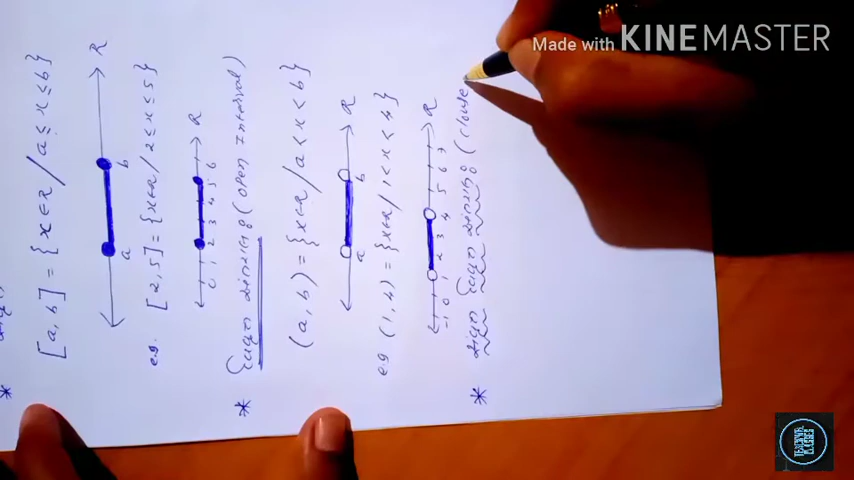 *
[a, b] = {x∈R / a ≤ x ≤ b}
a b R
eg. [2,5] = {x∈R / 2 ≤ x ≤ 5}
0 1 2 3 4 5 6 R
* (open Interval)
(a, b) = {x∈R / a < x < b}
a b R
eg (1, 4) = {x∈R / 1 < x < 4}
-1 0 1 2 3 4 5 6 7 R
* (close
Made with KINEMASTER